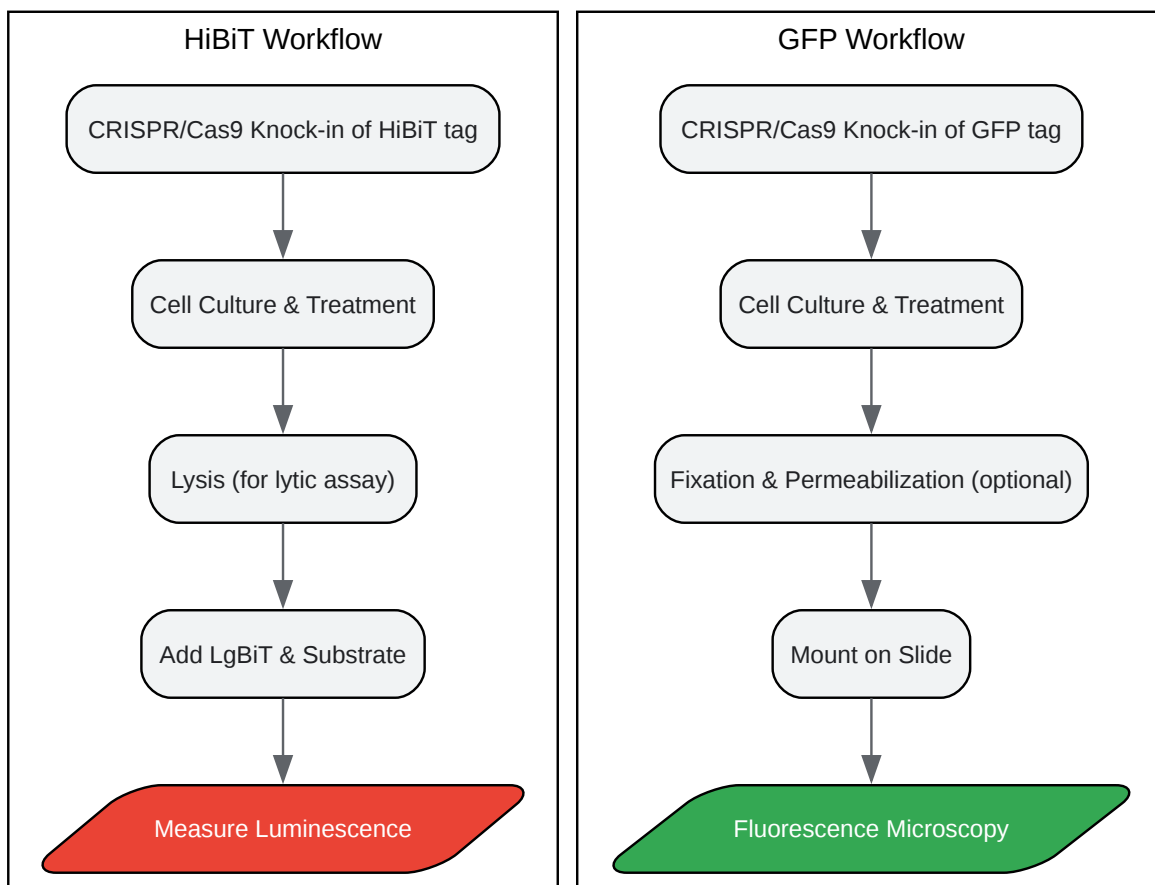 HiBiT Workflow
CRISPR/Cas9 Knock-in of HiBiT tag
Cell Culture & Treatment
Lysis (for lytic assay)
Add LgBiT & Substrate
Measure Luminescence
GFP Workflow
CRISPR/Cas9 Knock-in of GFP tag
Cell Culture & Treatment
Fixation & Permeabilization (optional)
Mount on Slide
Fluorescence Microscopy